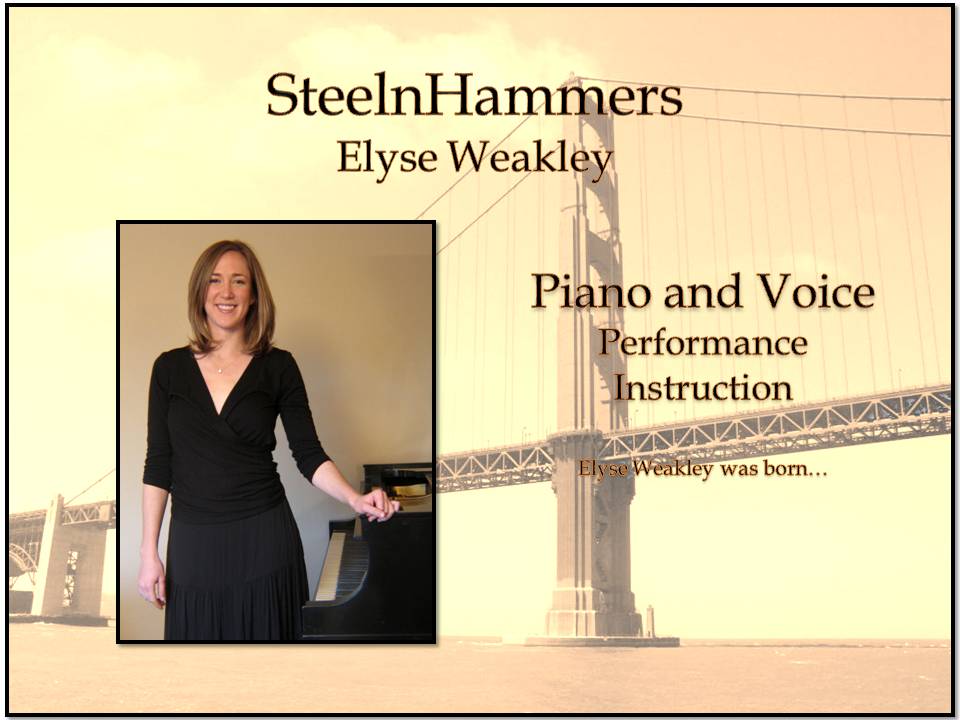 SteelnHammers
Elyse Weakley
Piano and Voice
Performance
Instruction
Elyse Weakley was born…